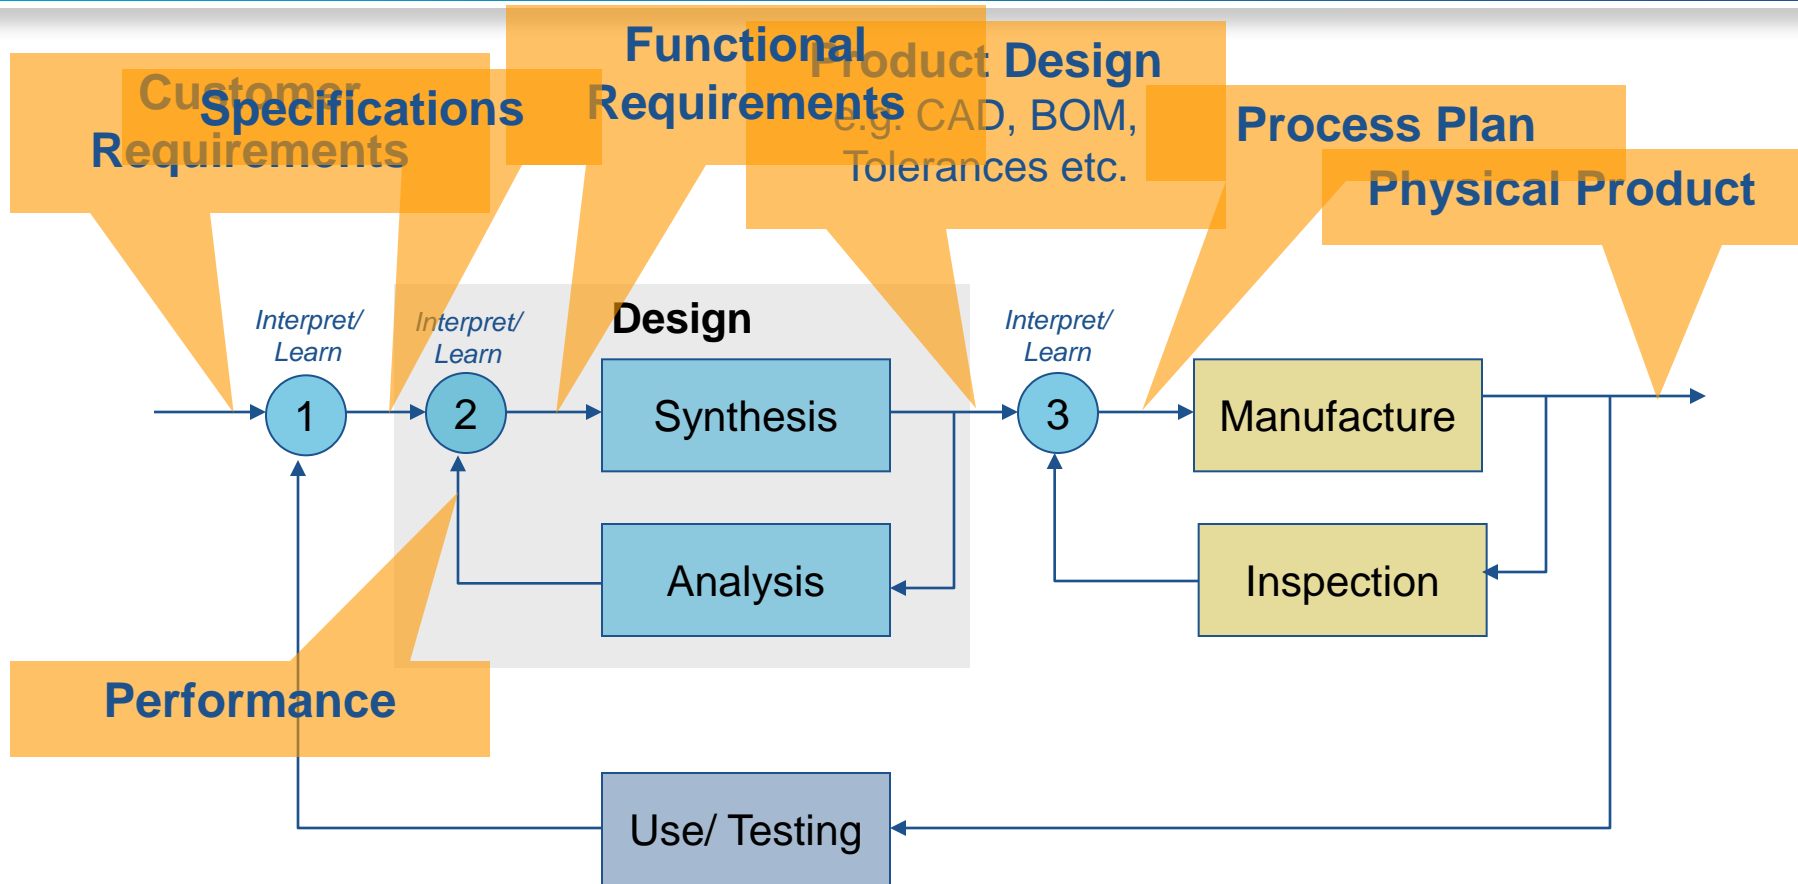 Customer
Requirements
Specifications
Functional
Requirements
Product Design
e.g. CAD, BOM,
Tolerances etc.
Process Plan
Physical Product
Interpret/
Learn
1
Interpret/
Learn
2
Design
Synthesis
Analysis
Interpret/
Learn
3
Manufacture
Inspection
Performance
Use/ Testing